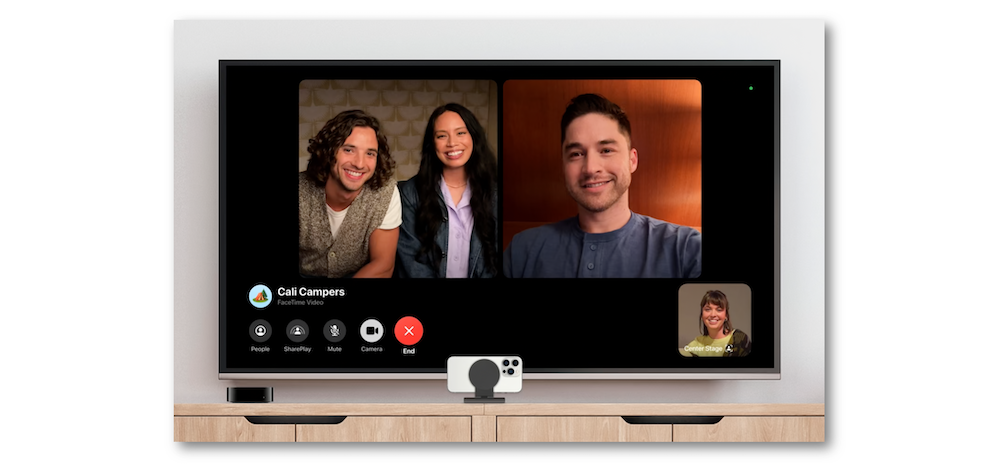 Cali Campers
FaceTime Video
People
SharePlay
Mute
Camera
End
Center Stage